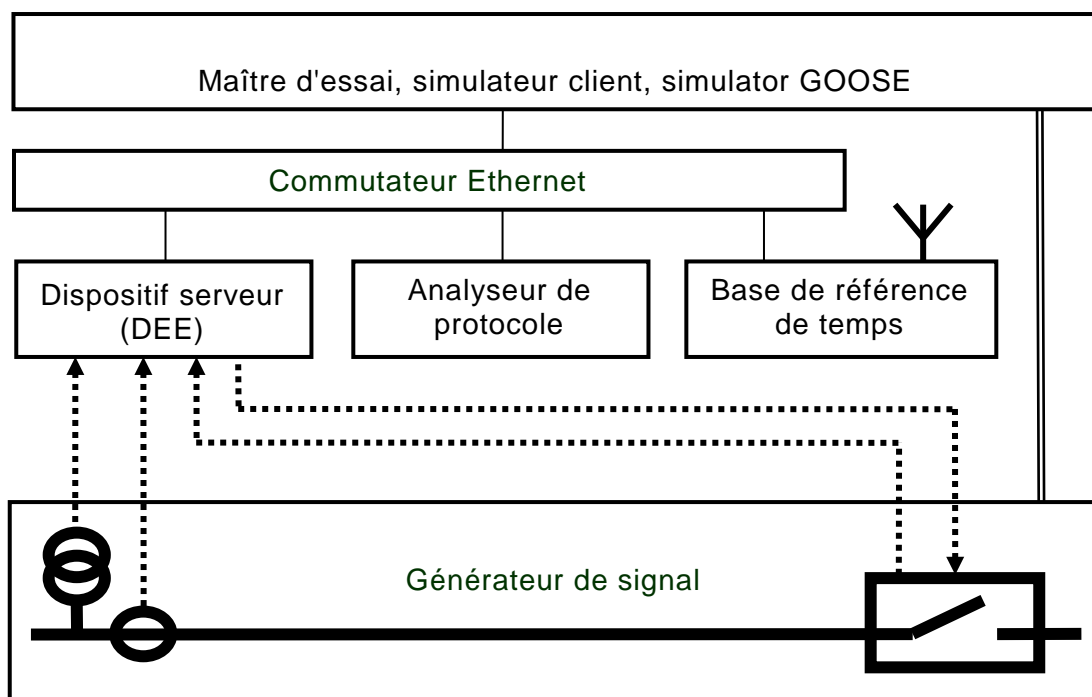 Maître d'essai, simulateur client, simulator GOOSE
Commutateur Ethernet
Dispositif serveur
(DEE)
Analyseur de
protocole
Base de référence
de temps
Générateur de signal